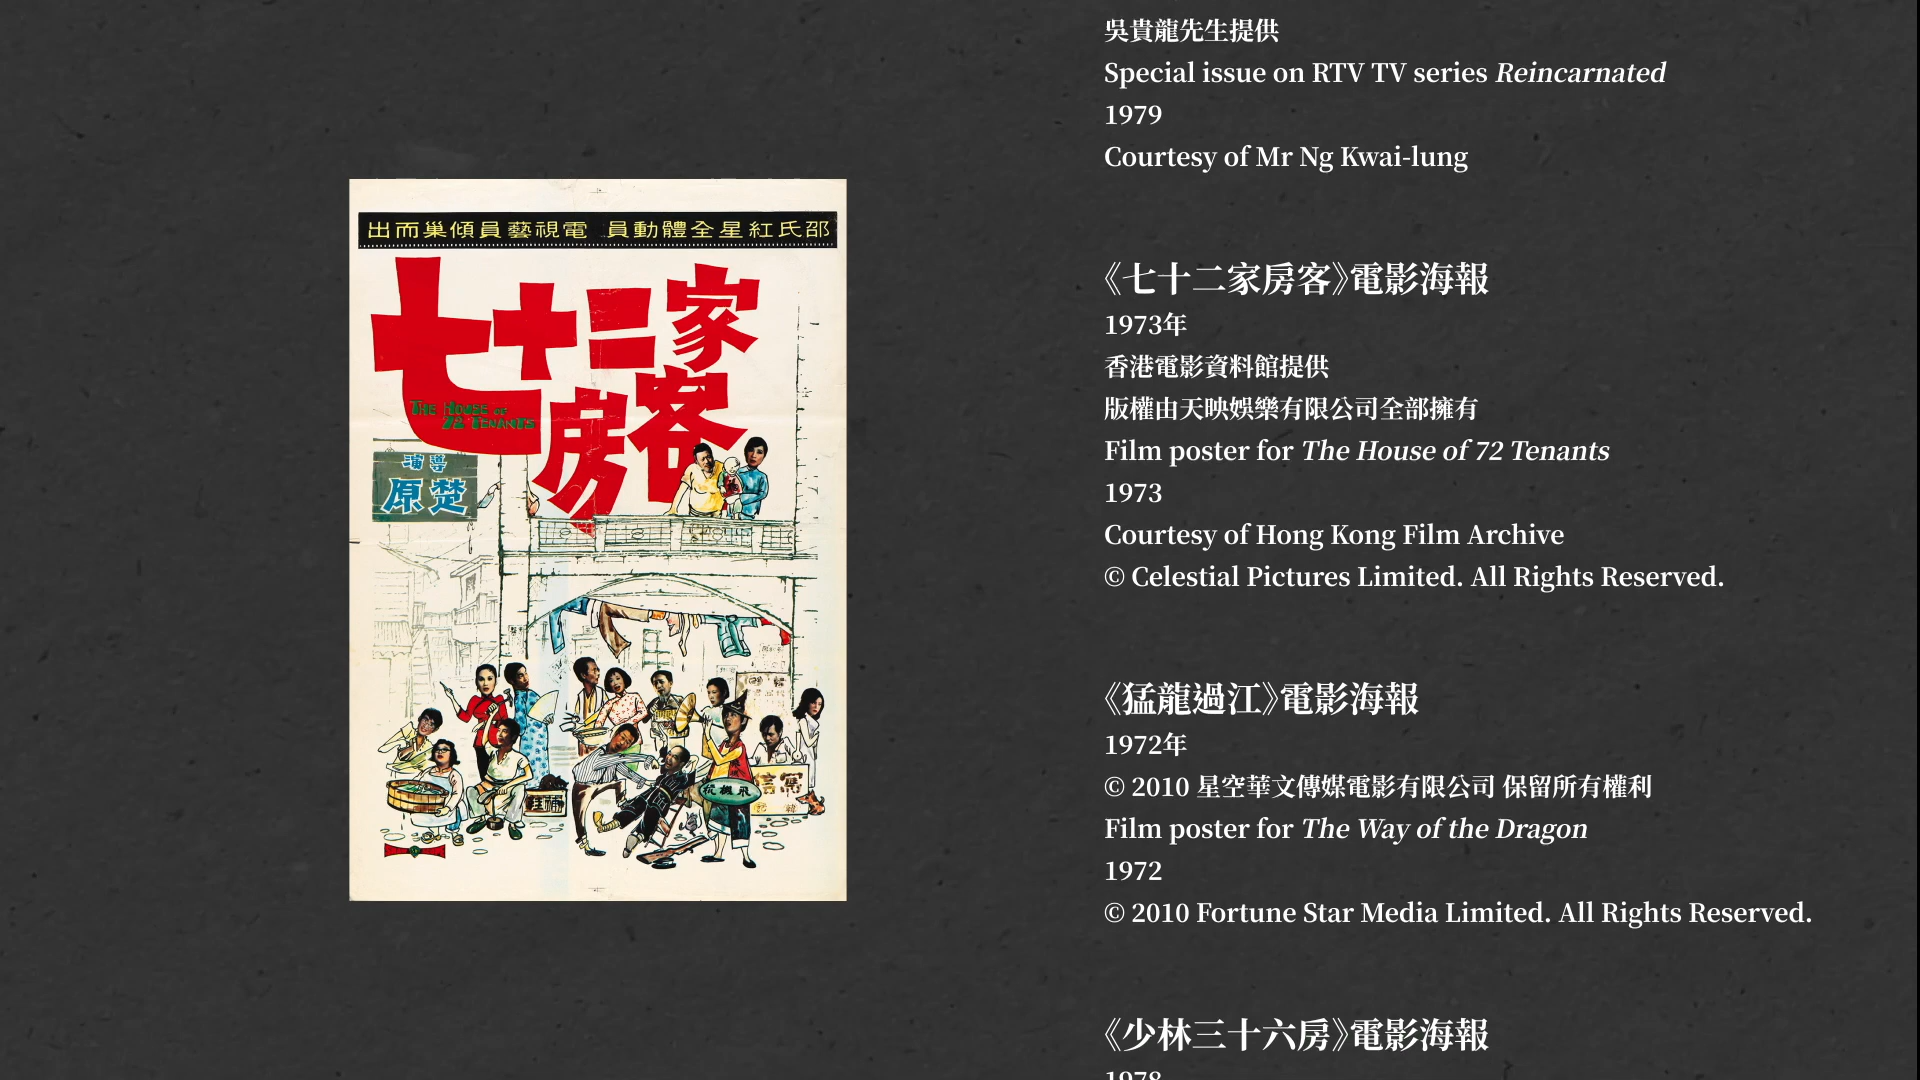 邵氏紅星全體動員 電視藝員傾巢而出
七十二家房客
THE HOUSE OF
72 TENANTS
導演
楚原
飛機欖
寫信
吳貴龍先生提供
Special issue on RTV TV series Reincarnated
1979
Courtesy of Mr Ng Kwai-lung
《七十二家房客》電影海報
1973年
香港電影資料館提供
版權由天映娛樂有限公司全部擁有
Film poster for The House of 72 Tenants
1973
Courtesy of Hong Kong Film Archive
© Celestial Pictures Limited. All Rights Reserved.
《猛龍過江》電影海報
1972年
© 2010 星空華文傳媒電影有限公司 保留所有權利
Film poster for The Way of the Dragon
1972
© 2010 Fortune Star Media Limited. All Rights Reserved.
《少林三十六房》電影海報
1978